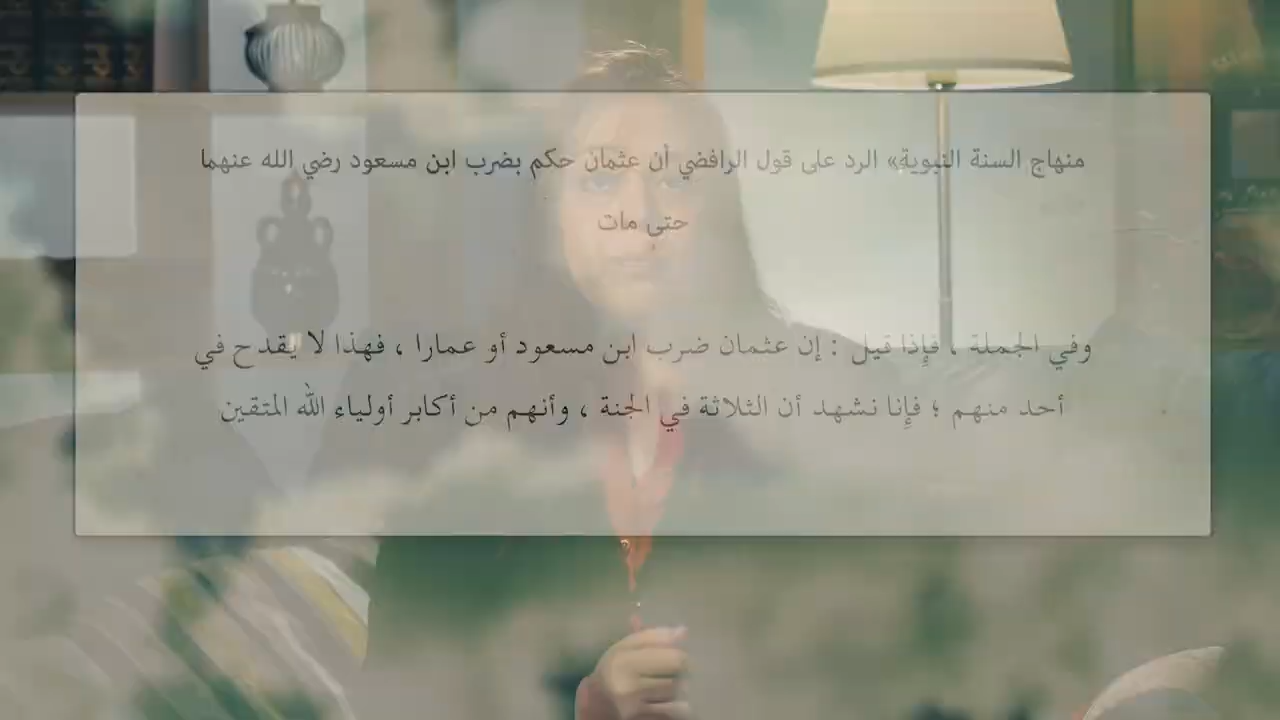 منهاج السنة النبوية» الرد على قول الرافضي أن عثمان حكم بضرب ابن مسعود رضي الله عنهما
حتى مات
وفي الجملة ، فإذا قيل : إن عثمان ضرب ابن مسعود أو عمارا ، فهذا لا يقدح في
أحد منهم ؛ فإنا نشهد أن الثلاثة في الجنة ، وأنهم من أكابر أولياء الله المتقين